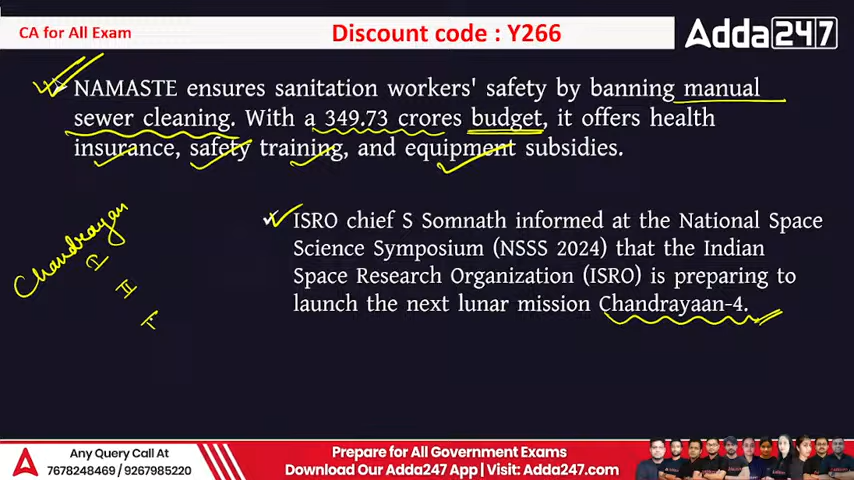 CA for All Exam
Discount code : Y266
Adda247
NAMASTE ensures sanitation workers' safety by banning manual
sewer cleaning. With a 349.73 crores budget, it offers health
insurance, safety training, and equipment subsidies.
ISRO chief S Somnath informed at the National Space
Science Symposium (NSSS 2024) that the Indian
Space Research Organization (ISRO) is preparing to
launch the next lunar mission Chandrayaan-4.
Chandrayan
I
II
Any Query Call At
7678248469 / 9267985220
Prepare for All Government Exams
Download Our Adda247 App | Visit: Adda247.com